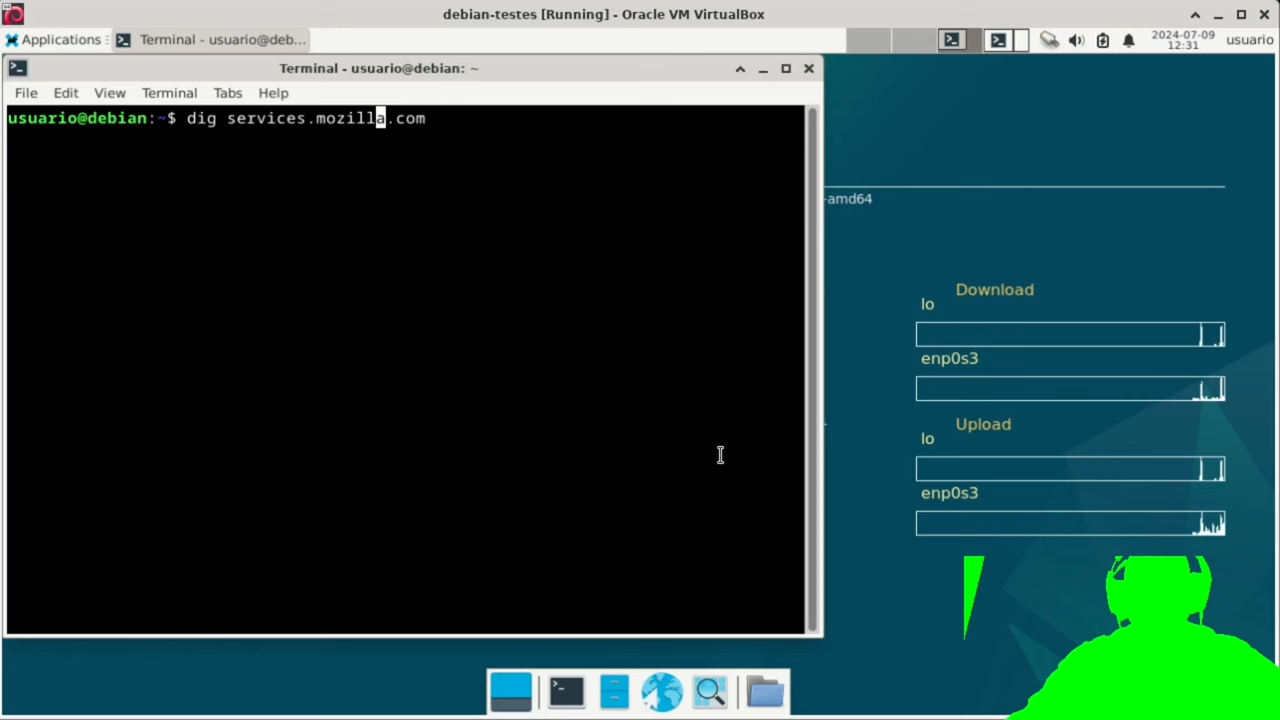 debian-testes [Running] - Oracle VM VirtualBox
Applications
Terminal - usuario@deb...
2024-07-09
12:31
usuario
Terminal - usuario@debian: ~
File Edit View Terminal Tabs Help
usuario@debian:~$ dig services.mozilla.com
-amd64
Download
lo
enp0s3
Upload
lo
enp0s3